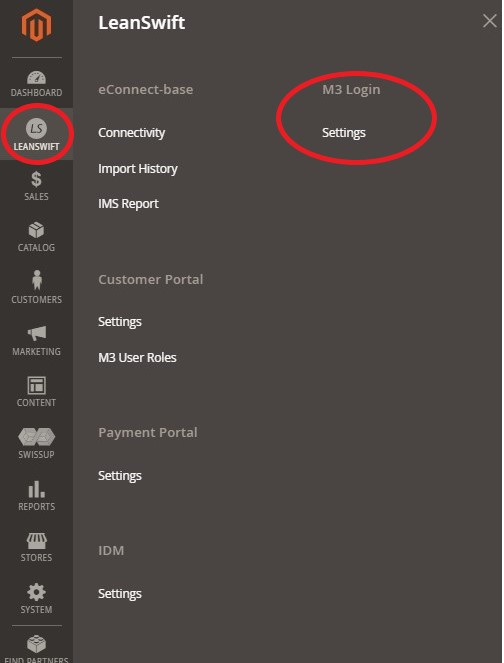 DASHBOARD
LS
LEANSWIFT
$
SALES
CATALOG
CUSTOMERS
MARKETING
CONTENT
SWISSUP
REPORTS
STORES
SYSTEM
FIND PARTNERS
LeanSwift
eConnect-base
Connectivity
Import History
IMS Report
M3 Login
Settings
Customer Portal
Settings
M3 User Roles
Payment Portal
Settings
IDM
Settings